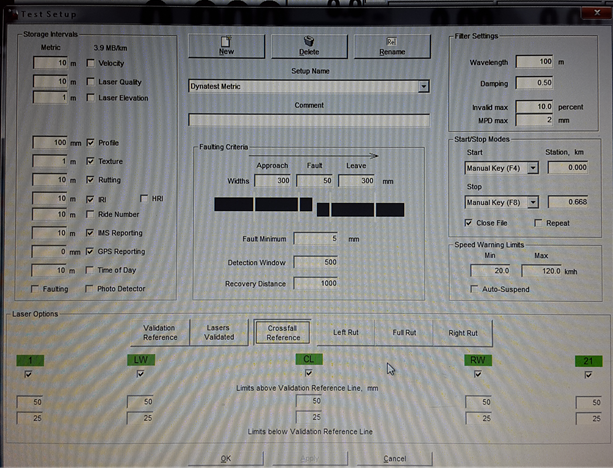 Test Setup
Storage Intervals
Metric 3.9 MB/km
10 m Velocity
10 m Laser Quality
1 m Laser Elevation
100 mm Profile
1 m Texture
10 m Rutting
10 m IRI HRI
10 m Ride Number
10 m IMS Reporting
0 mm GPS Reporting
10 m Time of Day
Faulting Photo Detector
New Delete Rename
Setup Name
Dynatest Metric
Comment
Faulting Criteria
Approach Fault Leave
Widths 300 50 300 mm
Fault Minimum 5 mm
Detection Window 500
Recovery Distance 1000
Filter Settings
Wavelength 100 m
Damping 0.50
Invalid max 10.0 percent
MPD max 2 mm
Start/Stop Modes
Start Station, km
Manual Key (F4) 0.000
Stop
Manual Key (F8) 0.668
Close File Repeat
Speed Warning Limits
Min Max
20.0 120.0 kmh
Auto-Suspend
Laser Options
Validation Reference Lasers Validated Crossfall Reference Left Rut Full Rut Right Rut
1 LW CL RW 21
Limits above Validation Reference Line, mm
50 50 50 50 50
25 25 25 25 25
Limits below Validation Reference Line
OK Apply Cancel